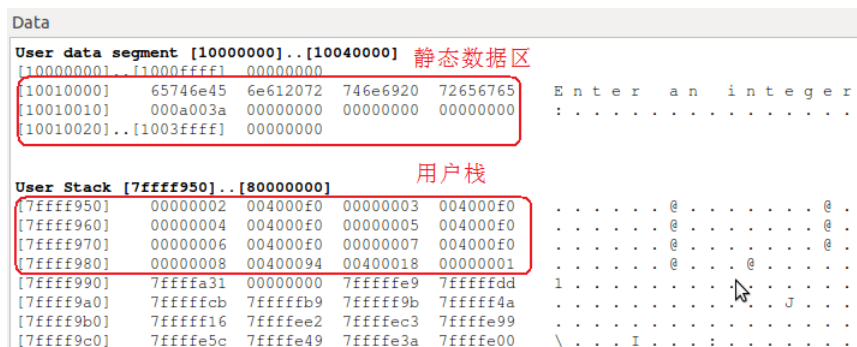 Data
User data segment [10000000]..[10040000] 静态数据区
[10000000]..[1000ffff] 00000000
[10010000] 65746e45 6e612072 746e6920 72656765 E n t e r a n i n t e g e r
[10010010] 000a003a 00000000 00000000 00000000 : . . . . . . . . . . . . . . .
[10010020]..[1003ffff] 00000000
用户栈
User Stack [7ffff950]..[80000000]
[7ffff950] 00000002 004000f0 00000003 004000f0 . . . . . . @ . . . . . . . @ .
[7ffff960] 00000004 004000f0 00000005 004000f0 . . . . . . @ . . . . . . . @ .
[7ffff970] 00000006 004000f0 00000007 004000f0 . . . . . . @ . . . . . . . @ .
[7ffff980] 00000008 00400094 00400018 00000001 . . . . . . @ . . . @ . . . . .
[7ffff990] 7ffffa31 00000000 7fffffe9 7fffffdd 1 . . . . . . . . . . . . . . .
[7ffff9a0] 7fffffcb 7fffffb9 7fffff9b 7fffff4a . . . . . . . . . . . . J . . .
[7ffff9b0] 7fffff16 7ffffee2 7ffffec3 7ffffe99 . . . . . . . . . . . . . . . .
[7ffff9c0] 7ffffe5c 7ffffe49 7ffffe3a 7ffffe00 \ . . . I . . . : . . . . . . .